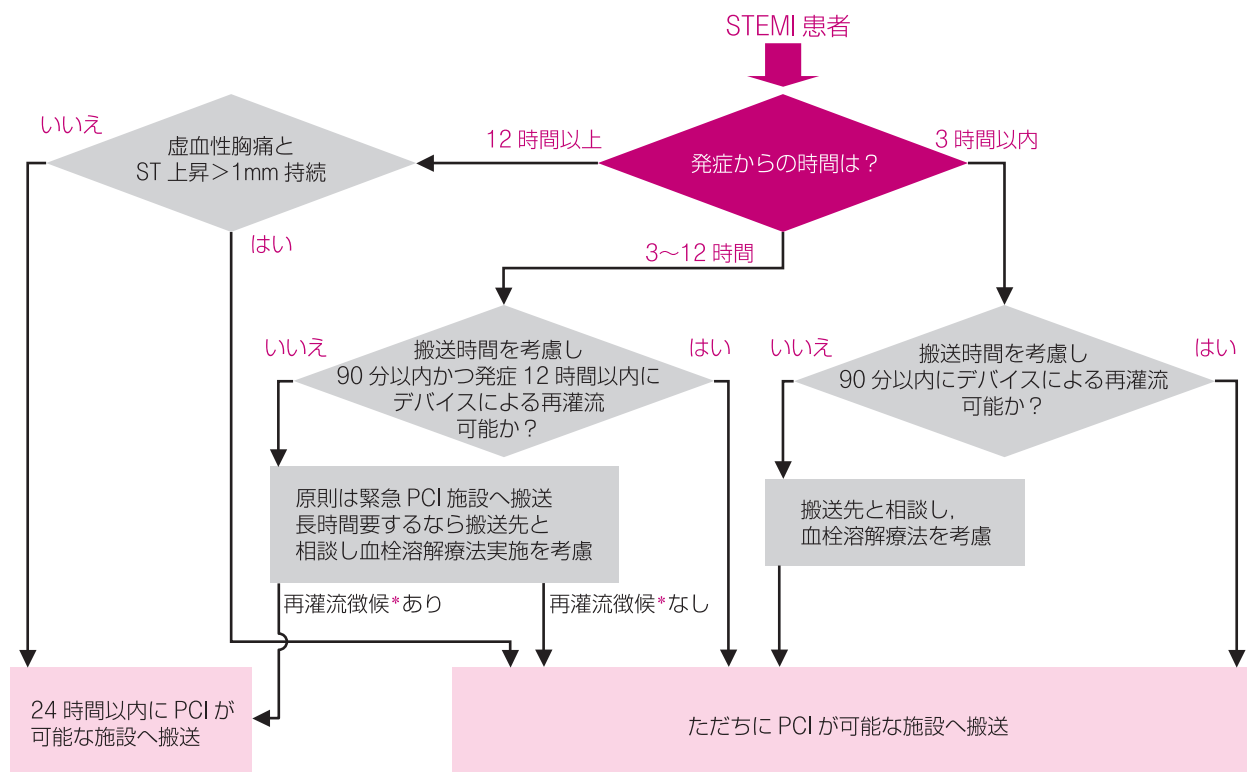 STEMI 患者
発症からの時間は？
12 時間以上
3 時間以内
3～12 時間
虚血性胸痛と
ST 上昇＞1mm 持続
いいえ
はい
搬送時間を考慮し
90 分以内かつ発症 12 時間以内に
デバイスによる再灌流
可能か？
いいえ
はい
搬送時間を考慮し
90 分以内にデバイスによる再灌流
可能か？
いいえ
はい
原則は緊急 PCI 施設へ搬送
長時間要するなら搬送先と
相談し血栓溶解療法実施を考慮
搬送先と相談し，
血栓溶解療法を考慮
再灌流徴候*あり
再灌流徴候*なし
24 時間以内に PCI が
可能な施設へ搬送
ただちに PCI が可能な施設へ搬送